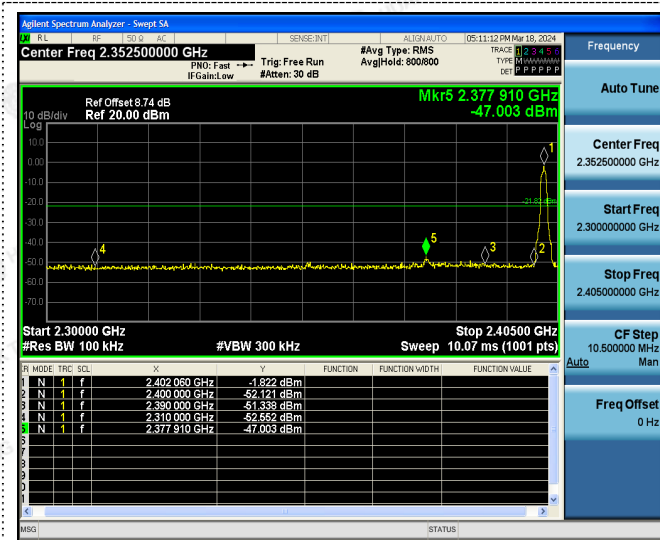 Agilent Spectrum Analyzer - Swept SA
LXI RL RF 50 Ω AC SENSE:INT ALIGN AUTO 05:11:12 PM Mar 18, 2024
Center Freq 2.352500000 GHz
PNO: Fast
IFGain:Low
Trig: Free Run
#Atten: 30 dB
#Avg Type: RMS
Avg|Hold: 800/800
TRACE 1 2 3 4 5 6
TYPE MWWWWW
DET P P P P P P
Frequency
Mkr5 2.377 910 GHz
-47.003 dBm
Ref Offset 8.74 dB
10 dB/div Ref 20.00 dBm
Log
10.0
0.00
-10.0
-20.0
-30.0
-40.0
-50.0
-60.0
-70.0
1
2
3
4
5
Start 2.30000 GHz Stop 2.40500 GHz
#Res BW 100 kHz #VBW 300 kHz Sweep 10.07 ms (1001 pts)
MODE TRC SCL X Y FUNCTION FUNCTION WIDTH FUNCTION VALUE
1 N 1 f 2.402 060 GHz -1.822 dBm
2 N 1 f 2.400 000 GHz -52.121 dBm
3 N 1 f 2.390 000 GHz -51.338 dBm
4 N 1 f 2.310 000 GHz -52.552 dBm
5 N 1 f 2.377 910 GHz -47.003 dBm
6
7
8
9
MSG STATUS
Auto Tune
Center Freq
2.352500000 GHz
Start Freq
2.300000000 GHz
Stop Freq
2.405000000 GHz
CF Step
10.500000 MHz
Auto Man
Freq Offset
0 Hz